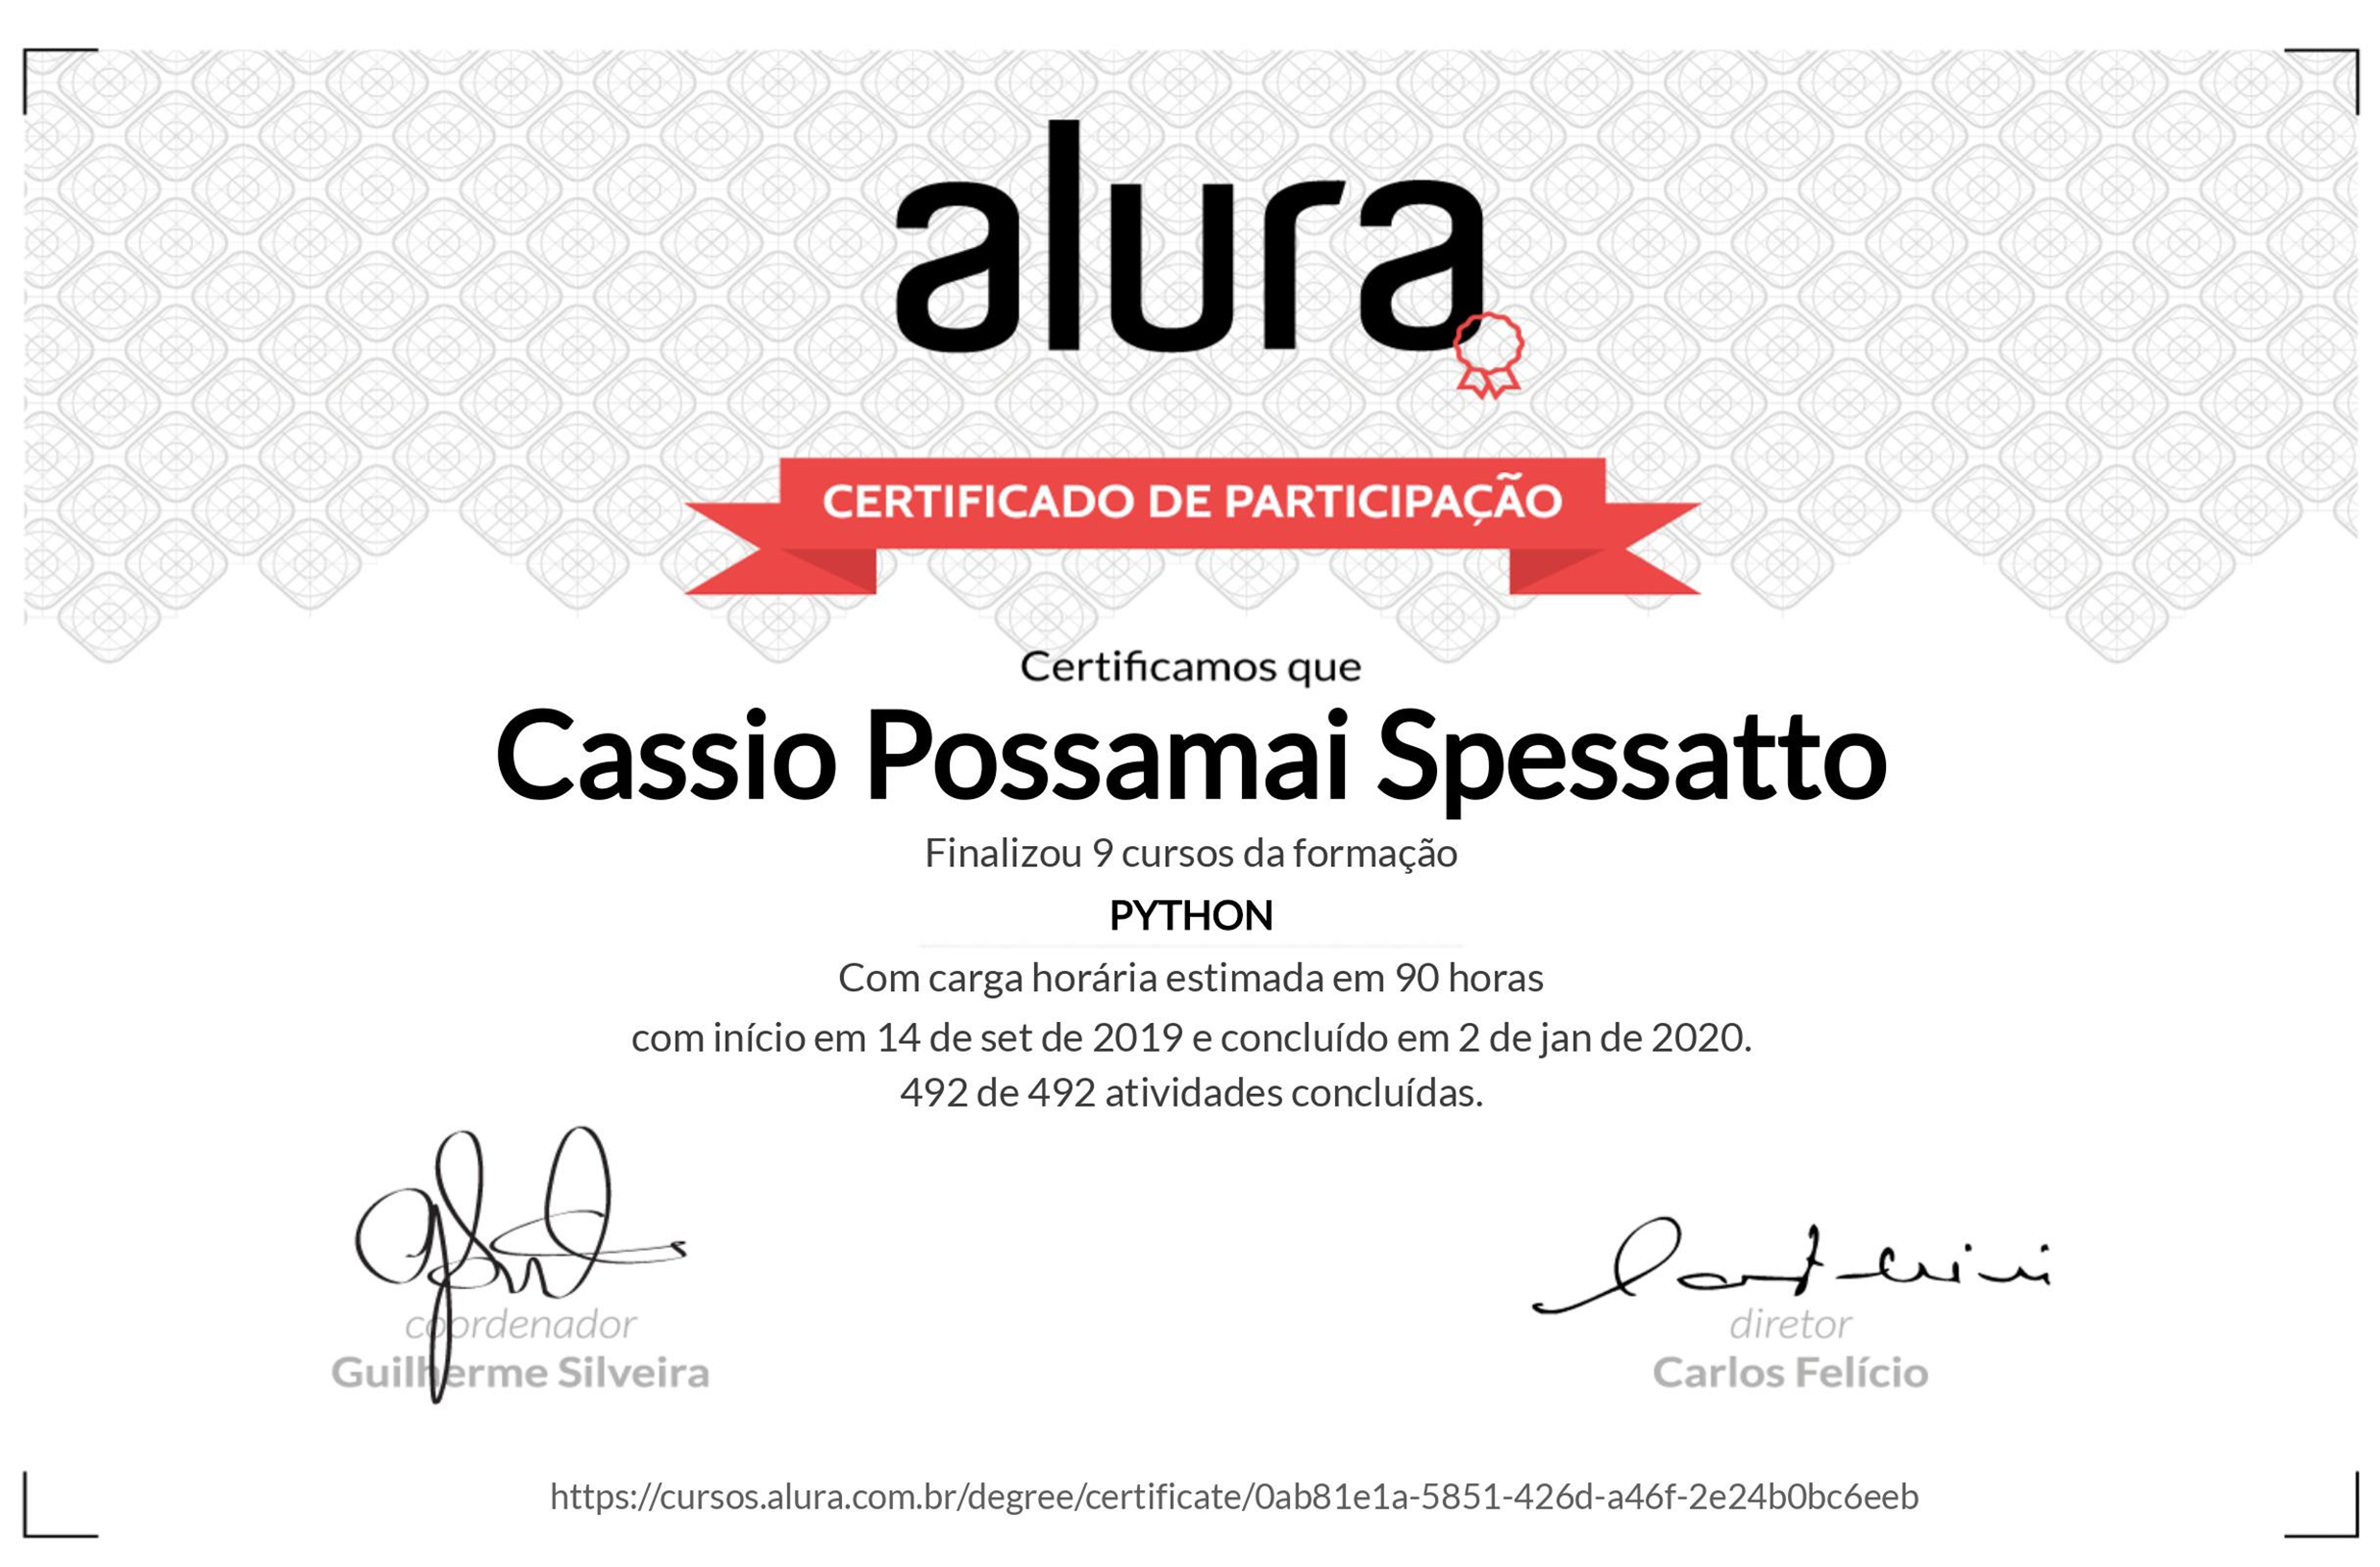 alura
CERTIFICADO DE PARTICIPAÇÃO
Certificamos que
Cassio Possamai Spessatto
Finalizou 9 cursos da formação
PYTHON
Com carga horária estimada em 90 horas
com início em 14 de set de 2019 e concluído em 2 de jan de 2020.
492 de 492 atividades concluídas.
coordenador
Guilherme Silveira
diretor
Carlos Felício
https://cursos.alura.com.br/degree/certificate/0ab81e1a-5851-426d-a46f-2e24b0bc6eeb